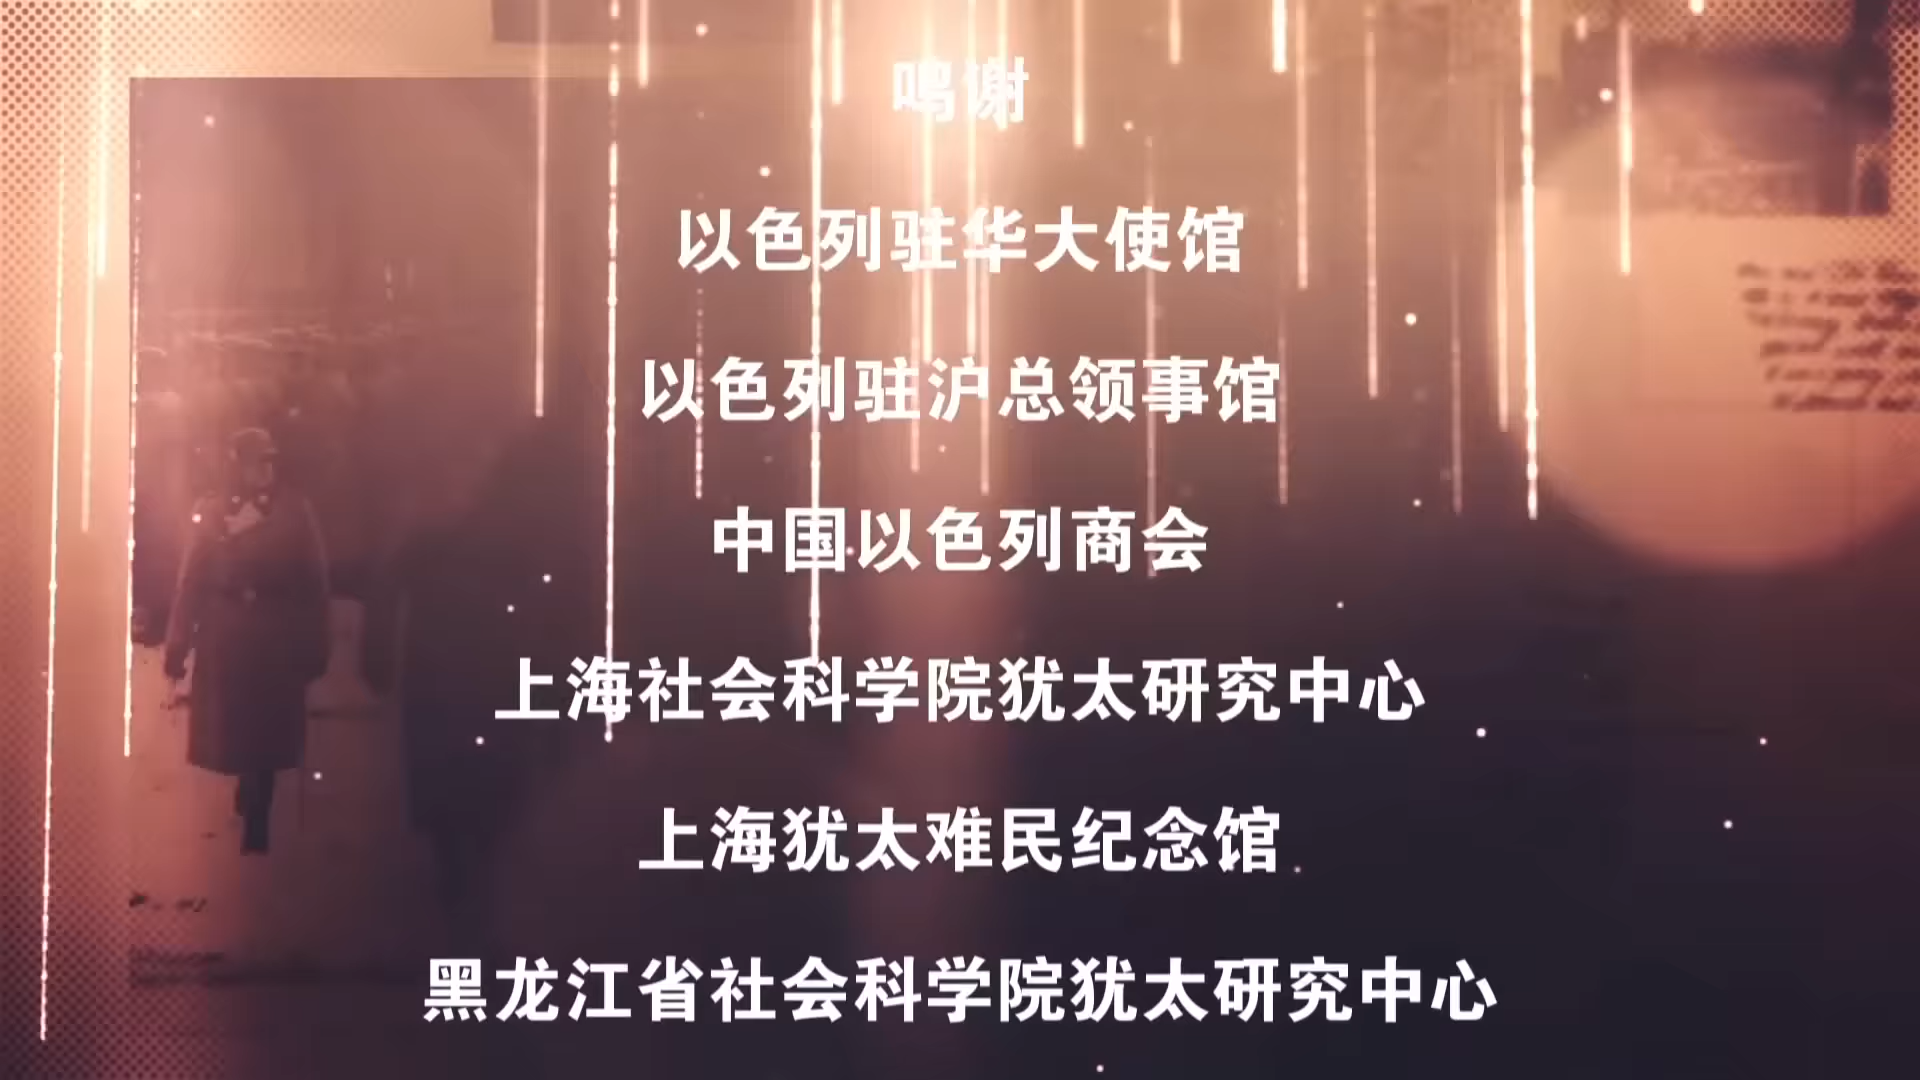 鸣谢
以色列驻华大使馆
以色列驻沪总领事馆
中国以色列商会
上海社会科学院犹太研究中心
上海犹太难民纪念馆
黑龙江省社会科学院犹太研究中心